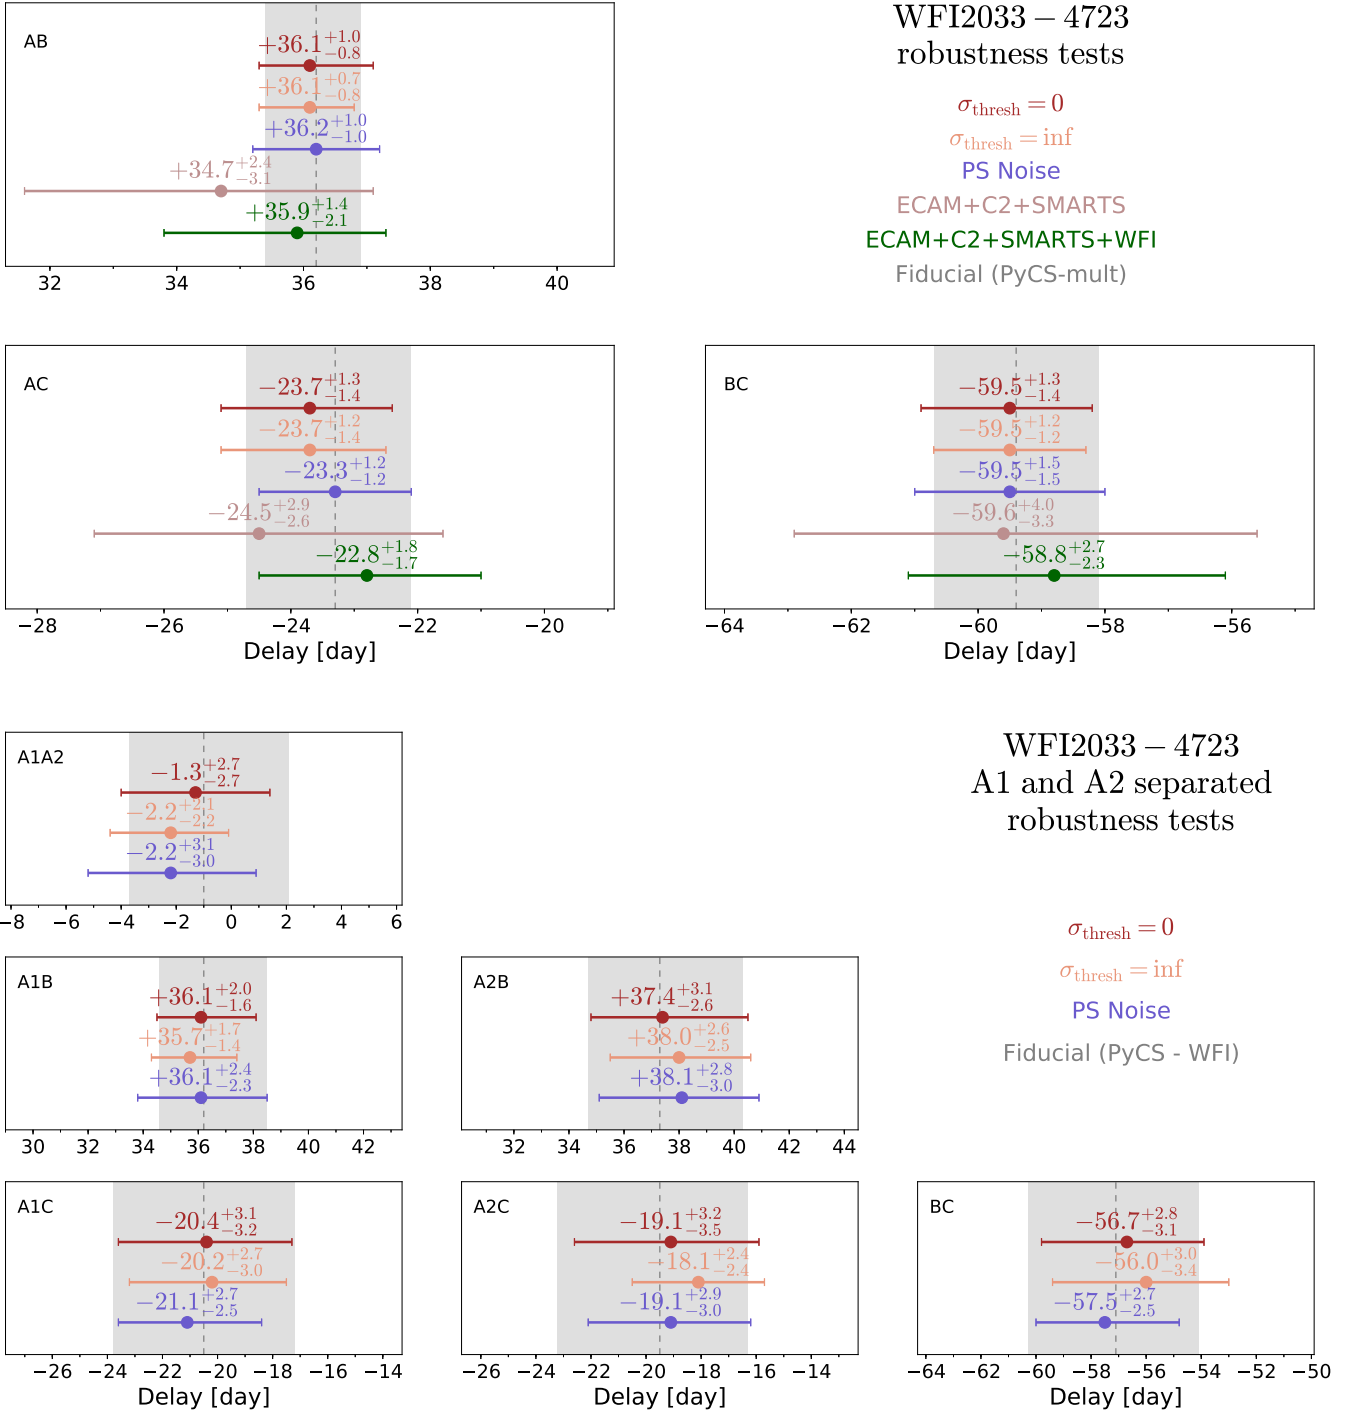 WFI2033 − 4723
robustness tests
σthresh = 0
σthresh = inf
PS Noise
ECAM+C2+SMARTS
ECAM+C2+SMARTS+WFI
Fiducial (PyCS-mult)
AB
+36.1 +1.0 −0.8
+36.1 +0.7 −0.8
+36.2 +1.0 −1.0
+34.7 +2.4 −3.1
+35.9 +1.4 −2.1
32 34 36 38 40
AC
−23.7 +1.3 −1.4
−23.7 +1.2 −1.4
−23.3 +1.2 −1.2
−24.5 +2.9 −2.6
−22.8 +1.8 −1.7
−28 −26 −24 −22 −20
Delay [day]
BC
−59.5 +1.3 −1.4
−59.5 +1.2 −1.2
−59.5 +1.5 −1.5
−59.6 +4.0 −3.3
−58.8 +2.7 −2.3
−64 −62 −60 −58 −56
Delay [day]
WFI2033 − 4723
A1 and A2 separated
robustness tests
σthresh = 0
σthresh = inf
PS Noise
Fiducial (PyCS - WFI)
A1A2
−1.3 +2.7 −2.7
−2.2 +2.1 −2.2
−2.2 +3.1 −3.0
−8 −6 −4 −2 0 2 4 6
A1B
+36.1 +2.0 −1.6
+35.7 +1.7 −1.4
+36.1 +2.4 −2.3
30 32 34 36 38 40 42
A2B
+37.4 +3.1 −2.6
+38.0 +2.6 −2.5
+38.1 +2.8 −3.0
32 34 36 38 40 42 44
A1C
−20.4 +3.1 −3.2
−20.2 +2.7 −3.0
−21.1 +2.7 −2.5
−26 −24 −22 −20 −18 −16 −14
Delay [day]
A2C
−19.1 +3.2 −3.5
−18.1 +2.4 −2.4
−19.1 +2.9 −3.0
−26 −24 −22 −20 −18 −16 −14
Delay [day]
BC
−56.7 +2.8 −3.1
−56.0 +3.0 −3.4
−57.5 +2.7 −2.5
−64 −62 −60 −58 −56 −54 −52 −50
Delay [day]